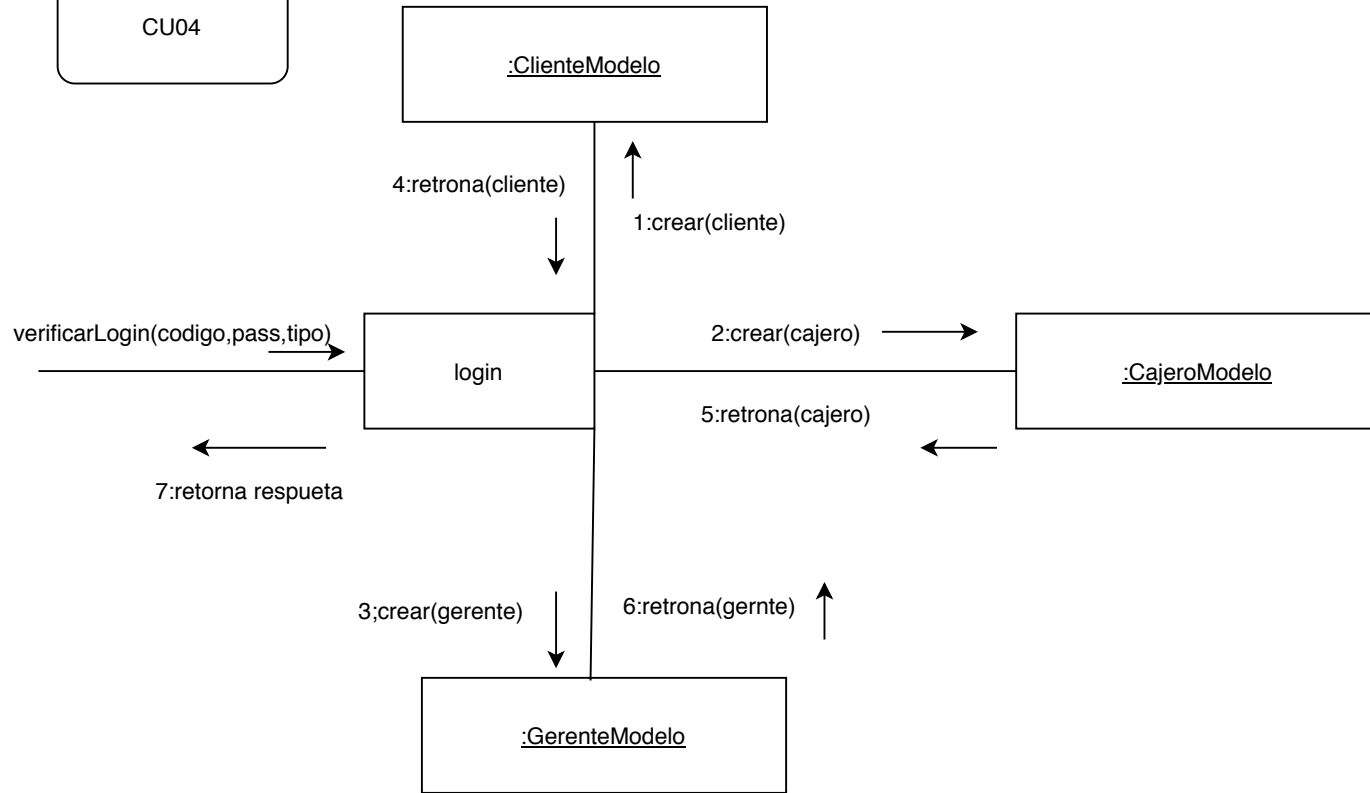 CU04
:ClienteModelo
4:retrona(cliente)
1:crear(cliente)
verificarLogin(codigo,pass,tipo)
login
2:crear(cajero)
:CajeroModelo
5:retrona(cajero)
7:retorna respueta
3;crear(gerente)
6:retrona(gernte)
:GerenteModelo